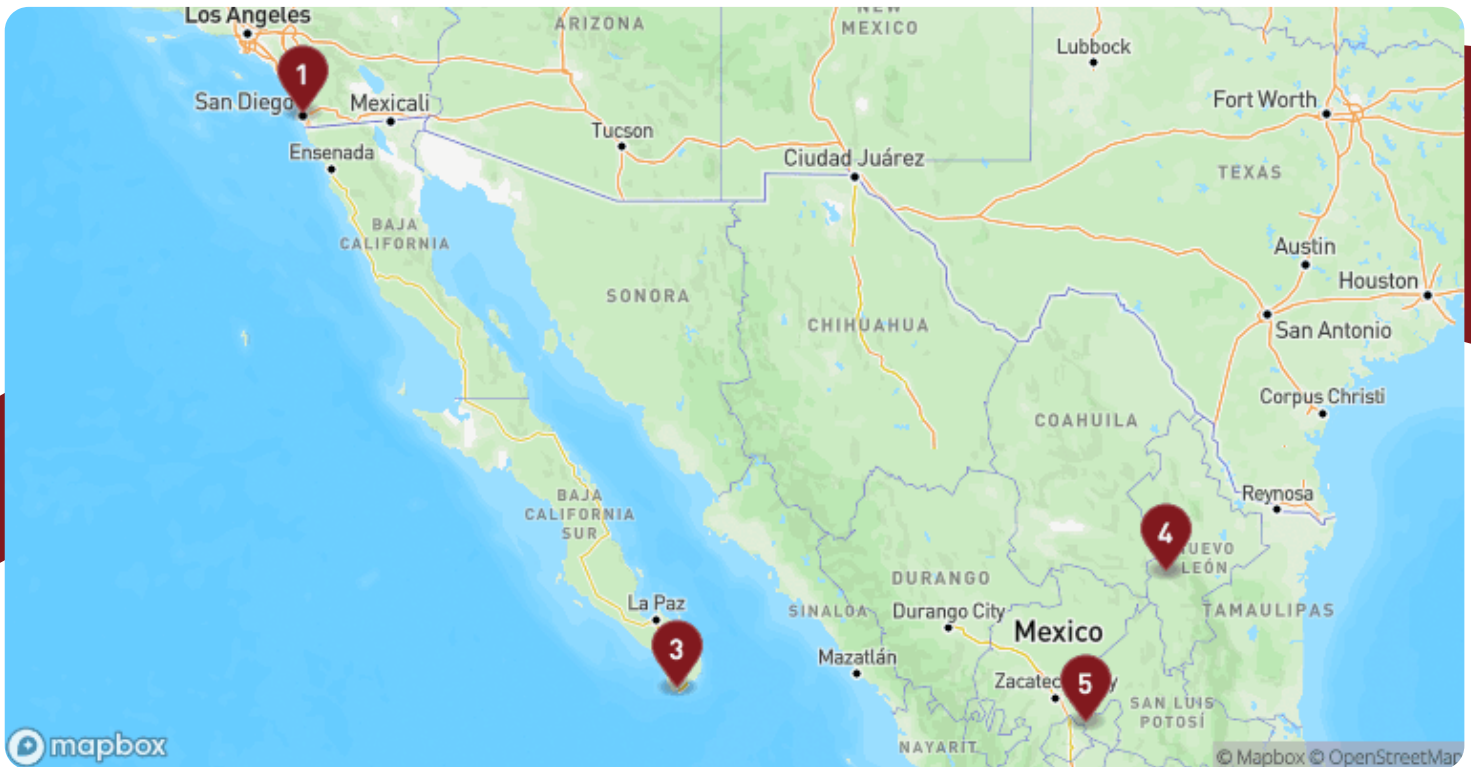 Los Angeles
ARIZONA
NEW
MEXICO
Lubbock
1
San Diego
Mexicali
Fort Worth
Tucson
Ensenada
Ciudad Juárez
TEXAS
BAJA
CALIFORNIA
Austin
Houston
SONORA
CHIHUAHUA
San Antonio
Corpus Christi
COAHUILA
BAJA
CALIFORNIA
SUR
Reynosa
4
UEVO
LEÓN
DURANGO
La Paz
SINALOA
Durango City
TAMAULIPAS
Mexico
3
Mazatlán
Zacatec
y
5
SAN LUIS
POTOSÍ
NAYARIT
mapbox
© Mapbox © OpenStreetMap